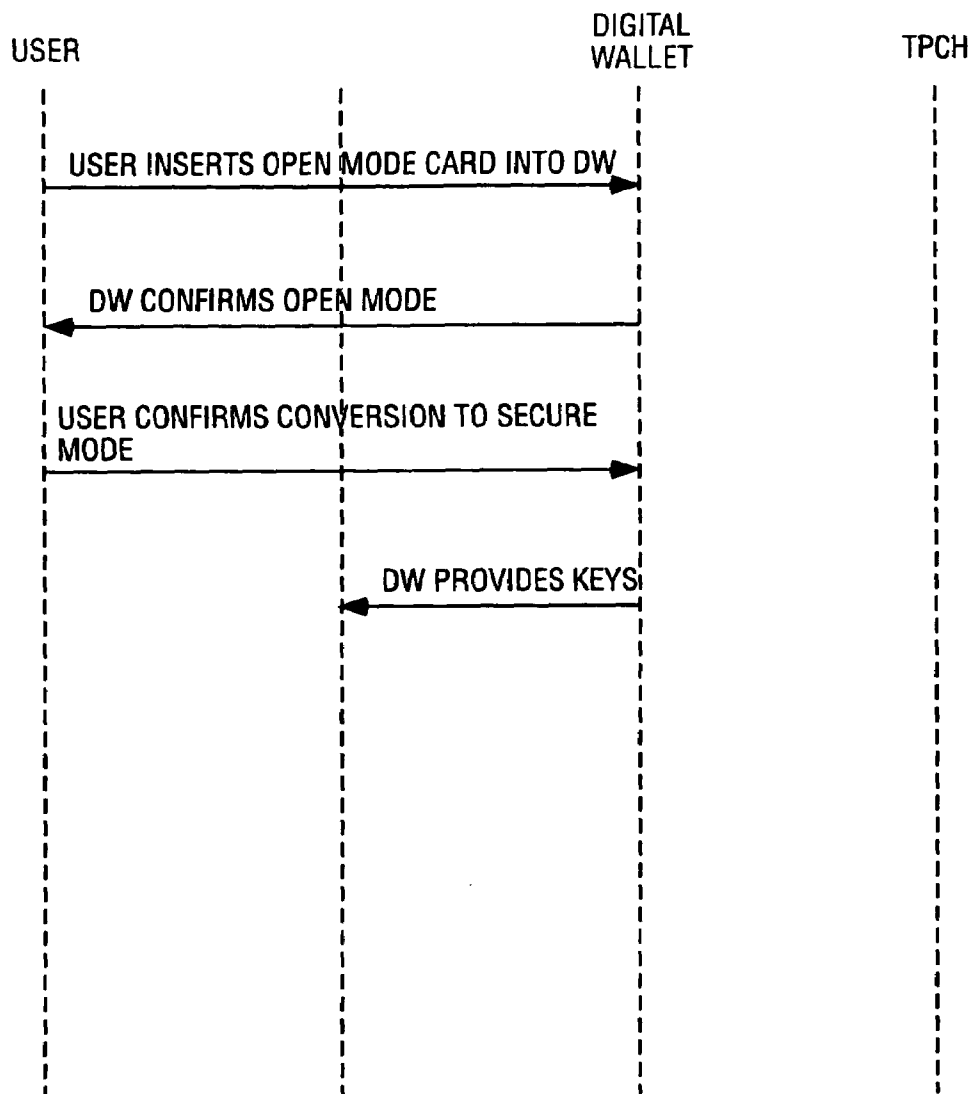 USER
DIGITAL
WALLET
TPCH
USER INSERTS OPEN MODE CARD INTO DW
DW CONFIRMS OPEN MODE
USER CONFIRMS CONVERSION TO SECURE
MODE
DW PROVIDES KEYS